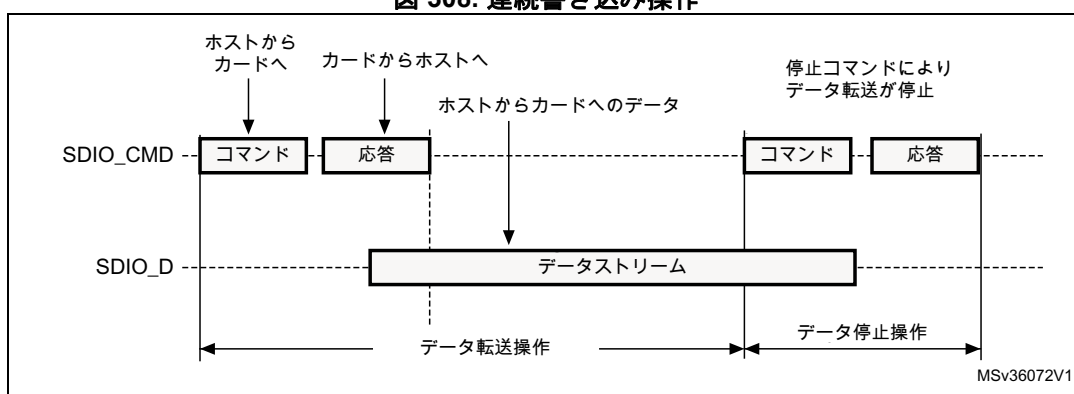 図 308. 連続書き込み操作
ホストから
カードへ
カードからホストへ
停止コマンドにより
データ転送が停止
ホストからカードへのデータ
SDIO_CMD
コマンド
応答
コマンド
応答
SDIO_D
データストリーム
データ転送操作
データ停止操作
MSv36072V1